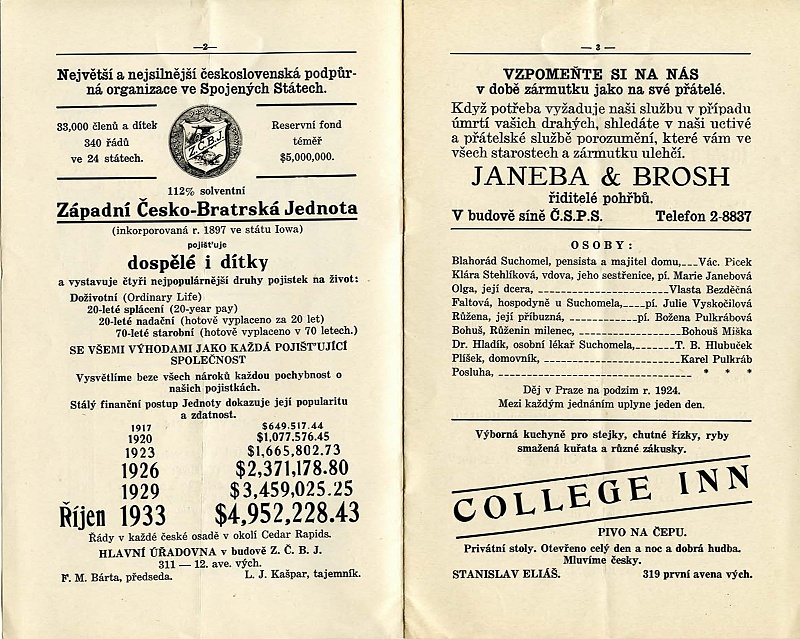 —2—
Největší a nejsilnější československá podpůr-
ná organizace ve Spojených Státech.
33,000 členů a dítek
340 řádů
ve 24 státech.
Z.Č.B.J.
Reservní fond
téměř
$5,000,000.
112% solventní
Západní Česko-Bratrská Jednota
(inkorporovaná r. 1897 ve státu Iowa)
pojišťuje
dospělé i dítky
a vystavuje čtyři nejpopulárnější druhy pojistek na život:
Doživotní (Ordinary Life)
20-leté splácení (20-year pay)
20-leté nadační (hotově vyplaceno za 20 let)
70-leté starobní (hotově vyplaceno v 70 letech.)
SE VŠEMI VÝHODAMI JAKO KAŽDÁ POJIŠŤUJÍCÍ
SPOLEČNOST
Vysvětlíme beze všech nároků každou pochybnost o
našich pojistkách.
Stálý finanční postup Jednoty dokazuje její popularitu
a zdatnost.
1917 $649.517.44
1920 $1,077.576.45
1923 $1,665,802.73
1926 $2,371,178.80
1929 $3,459,025.25
Říjen 1933 $4,952,228.43
Řády v každé české osadě v okolí Cedar Rapids.
HLAVNÍ ÚŘADOVNA v budově Z. Č. B. J.
311 — 12. ave. vých.
F. M. Bárta, předseda. L. J. Kašpar, tajemník.
— 3 —
VZPOMEŇTE SI NA NÁS
v době zármutku jako na své přátelé.
Když potřeba vyžaduje naši službu v případu
úmrtí vašich drahých, shledáte v naši uctivé
a přátelské službě porozumění, které vám ve
všech starostech a zármutku ulehčí.
JANEBA & BROSH
řiditelé pohřbů.
V budově síně Č.S.P.S. Telefon 2-8837
OSOBY:
Blahorád Suchomel, pensista a majitel domu,___Vác. Picek
Klára Stehlíková, vdova, jeho sestřenice, pí. Marie Janebová
Olga, její dcera, ______________________Vlasta Bezděčná
Faltová, hospodyně u Suchomela,____pí. Julie Vyskočilová
Růžena, její příbuzná, ____________pí. Božena Pulkrábová
Bohuš, Růženin milenec, __________________Bohouš Miška
Dr. Hladík, osobní lékař Suchomela,_______T. B. Hlubuček
Plíšek, domovník, ________________________Karel Pulkráb
Posluha, __________________________________ * * *
Děj v Praze na podzim r. 1924.
Mezi každým jednáním uplyne jeden den.
Výborná kuchyně pro stejky, chutné řízky, ryby
smažená kuřata a různé zákusky.
COLLEGE INN
PIVO NA ČEPU.
Privátní stoly. Otevřeno celý den a noc a dobrá hudba.
Mluvíme česky.
STANISLAV ELIÁŠ. 319 první avena vých.